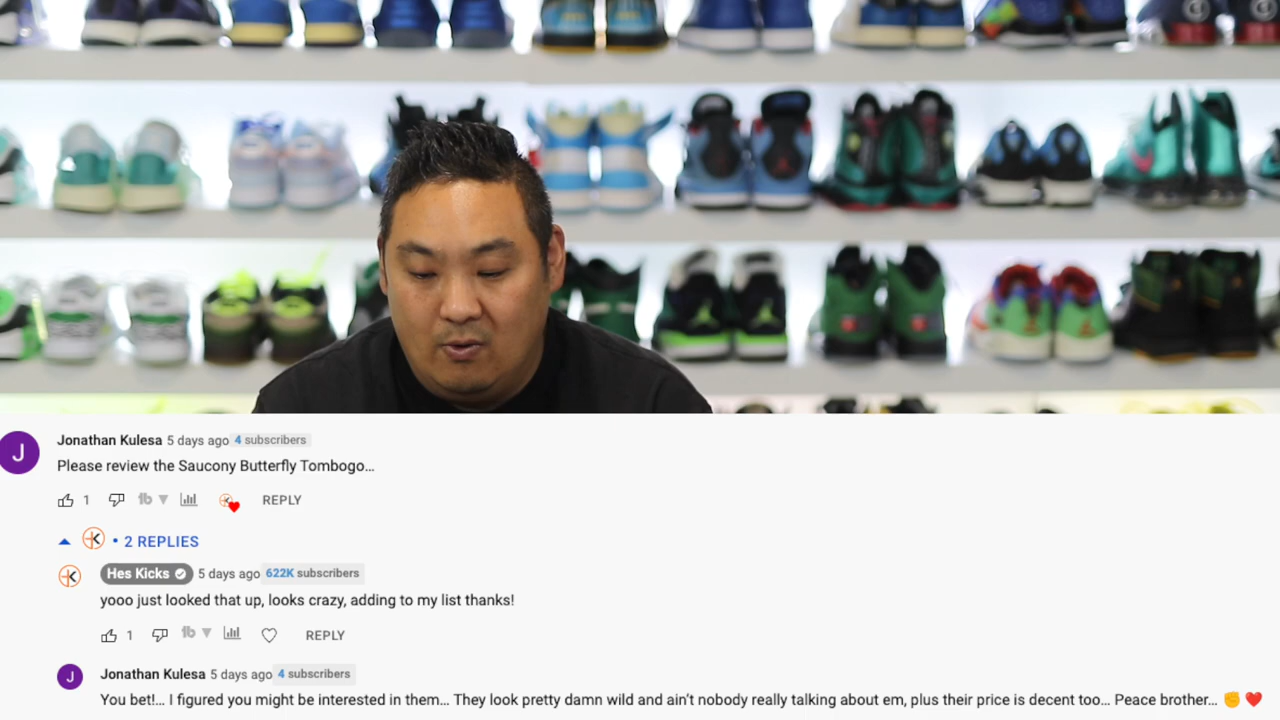 J
Jonathan Kulesa 5 days ago 4 subscribers
Please review the Saucony Butterfly Tombogo...
1 tb REPLY
K • 2 REPLIES
K Hes Kicks 5 days ago 622K subscribers
yooo just looked that up, looks crazy, adding to my list thanks!
1 tb REPLY
J Jonathan Kulesa 5 days ago 4 subscribers
You bet!... I figured you might be interested in them... They look pretty damn wild and ain't nobody really talking about em, plus their price is decent too... Peace brother... ✊❤️